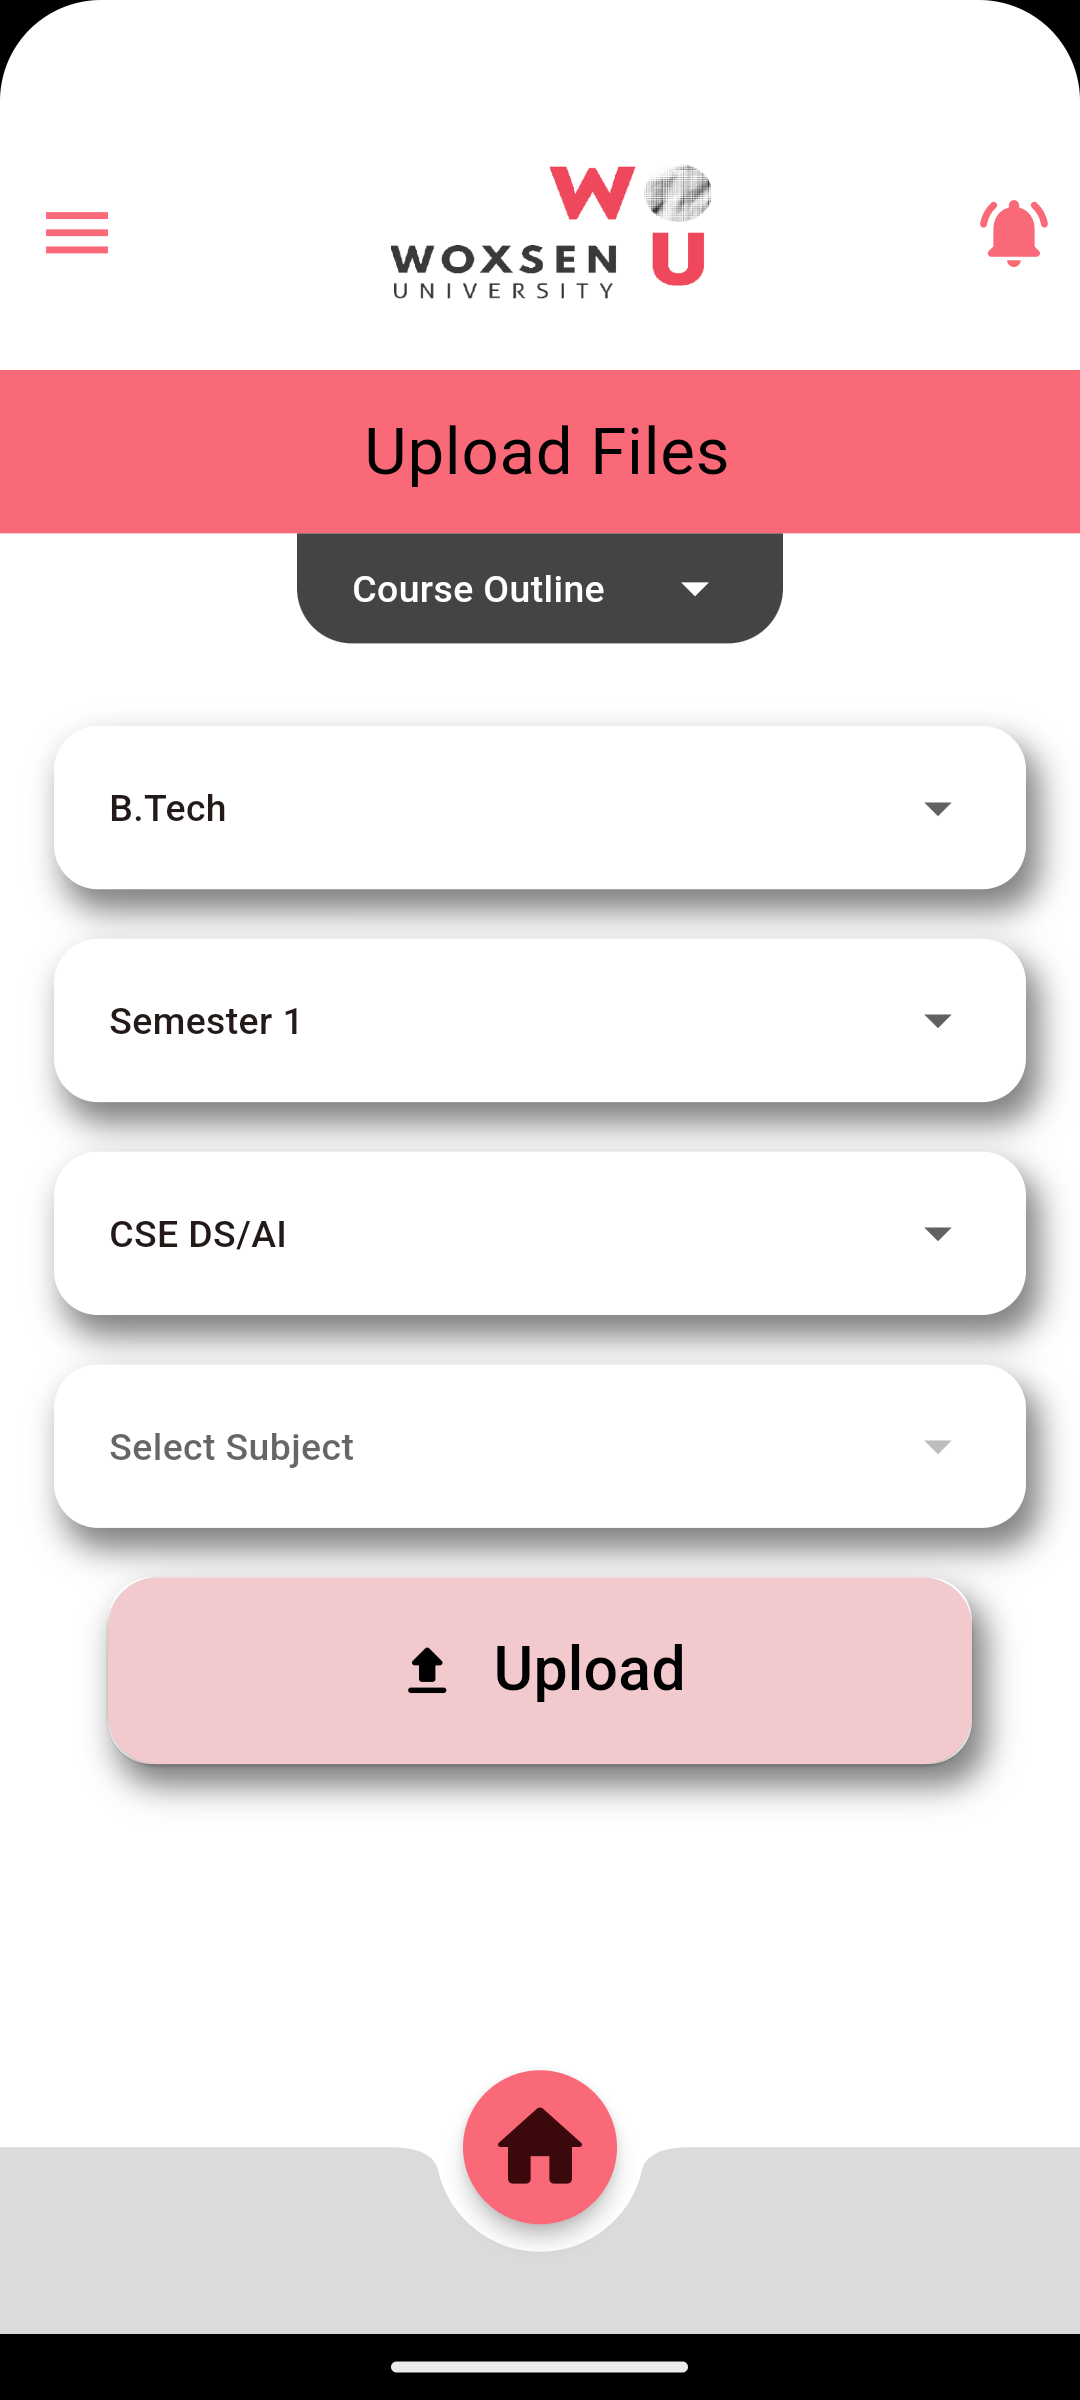 W
WOXSEN U
UNIVERSITY
Upload Files
Course Outline
B.Tech
Semester 1
CSE DS/AI
Select Subject
Upload